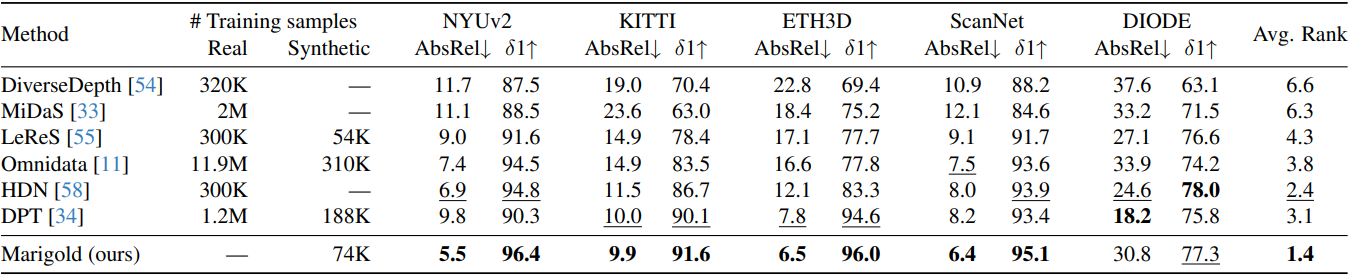 Method # Training samples NYUv2 KITTI ETH3D ScanNet DIODE Avg. Rank
Real Synthetic AbsRel↓ δ1↑ AbsRel↓ δ1↑ AbsRel↓ δ1↑ AbsRel↓ δ1↑ AbsRel↓ δ1↑
DiverseDepth [54] 320K — 11.7 87.5 19.0 70.4 22.8 69.4 10.9 88.2 37.6 63.1 6.6
MiDaS [33] 2M — 11.1 88.5 23.6 63.0 18.4 75.2 12.1 84.6 33.2 71.5 6.3
LeReS [55] 300K 54K 9.0 91.6 14.9 78.4 17.1 77.7 9.1 91.7 27.1 76.6 4.3
Omnidata [11] 11.9M 310K 7.4 94.5 14.9 83.5 16.6 77.8 7.5 93.6 33.9 74.2 3.8
HDN [58] 300K — 6.9 94.8 11.5 86.7 12.1 83.3 8.0 93.9 24.6 78.0 2.4
DPT [34] 1.2M 188K 9.8 90.3 10.0 90.1 7.8 94.6 8.2 93.4 18.2 75.8 3.1
Marigold (ours) — 74K 5.5 96.4 9.9 91.6 6.5 96.0 6.4 95.1 30.8 77.3 1.4